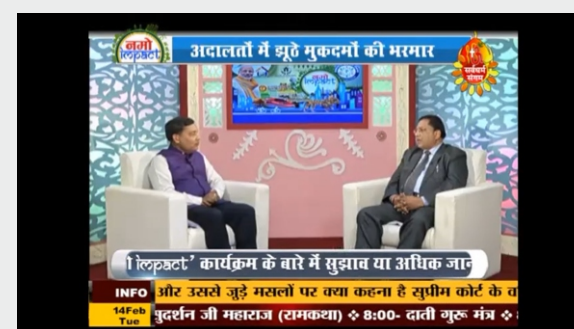 नमो
impact
अदालतों में झूठे मुकदमों की भरमार
सर्वधर्म
संगम
impact' कार्यक्रम के बारे में सुझाव या अधिक जान
INFO और उससे जुड़े मसलों पर क्या कहना है सुप्रीम कोर्ट के व
14Feb
Tue
पुदर्शन जी महाराज (रामकथा) ❖ 8:00- दाती गुरू मंत्र ❖